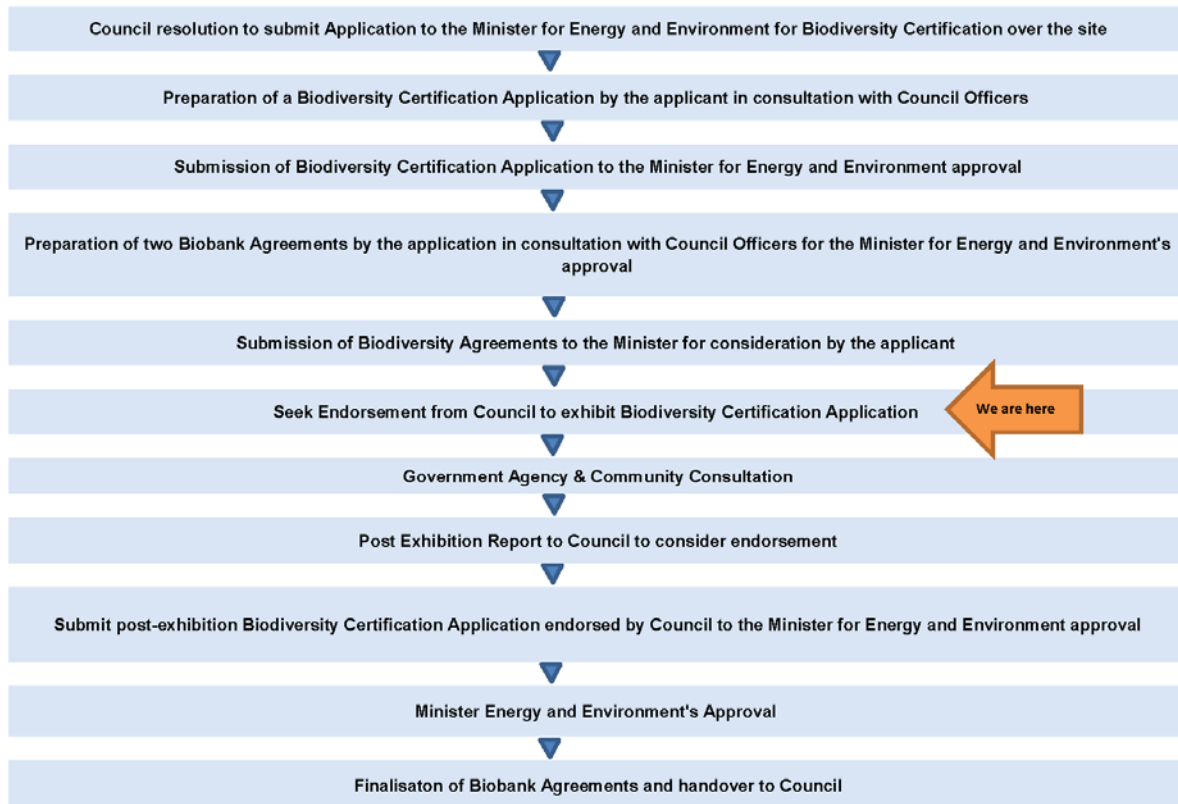 Council resolution to submit Application to the Minister for Energy and Environment for Biodiversity Certification over the site
Preparation of a Biodiversity Certification Application by the applicant in consultation with Council Officers
Submission of Biodiversity Certification Application to the Minister for Energy and Environment approval
Preparation of two Biobank Agreements by the application in consultation with Council Officers for the Minister for Energy and Environment's
approval
Submission of Biodiversity Agreements to the Minister for consideration by the applicant
Seek Endorsement from Council to exhibit Biodiversity Certification Application
We are here
Government Agency & Community Consultation
Post Exhibition Report to Council to consider endorsement
Submit post-exhibition Biodiversity Certification Application endorsed by Council to the Minister for Energy and Environment approval
Minister Energy and Environment's Approval
Finalisaton of Biobank Agreements and handover to Council